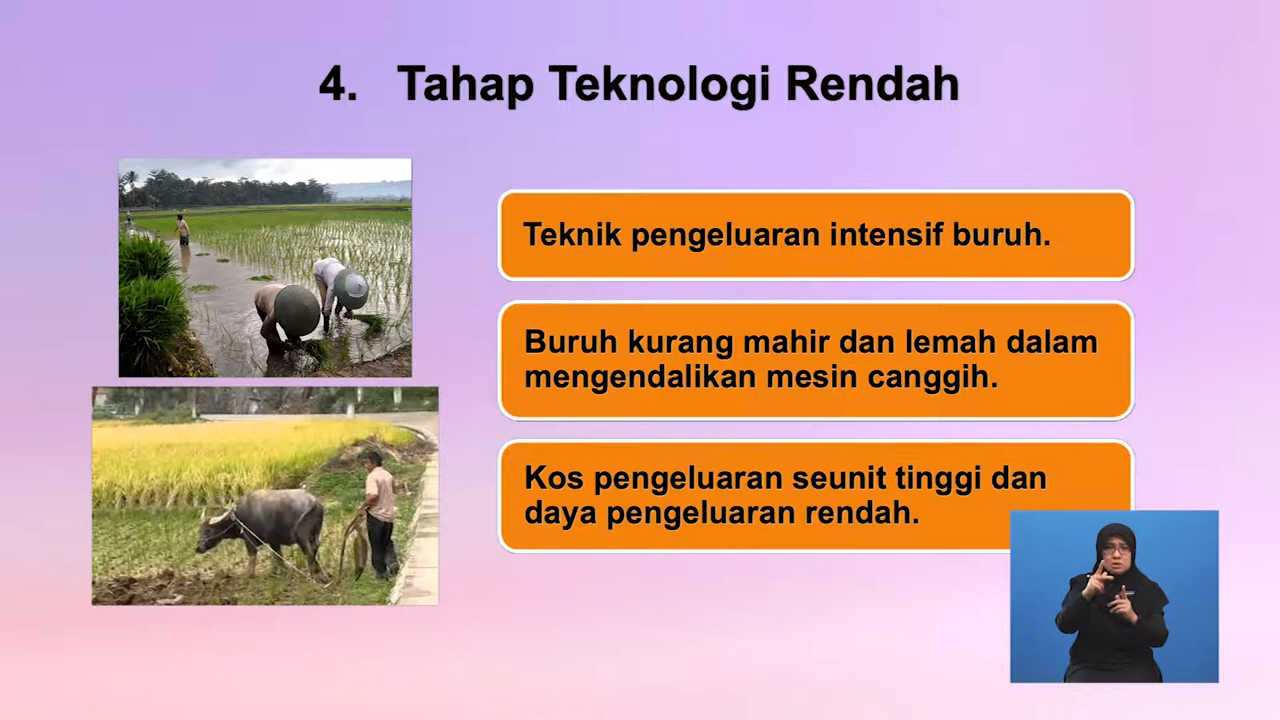 4. Tahap Teknologi Rendah
Teknik pengeluaran intensif buruh.
Buruh kurang mahir dan lemah dalam
mengendalikan mesin canggih.
Kos pengeluaran seunit tinggi dan
daya pengeluaran rendah.